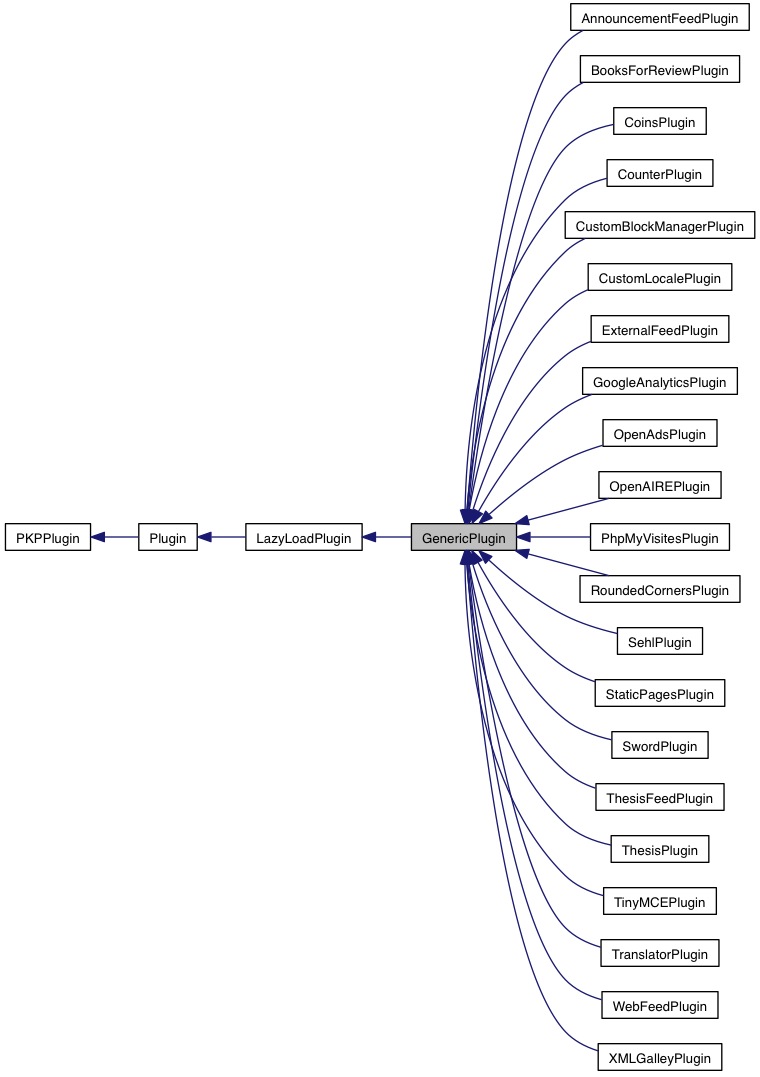 AnnouncementFeedPlugin
BooksForReviewPlugin
CoinsPlugin
CounterPlugin
CustomBlockManagerPlugin
CustomLocalePlugin
ExternalFeedPlugin
GoogleAnalyticsPlugin
OpenAdsPlugin
OpenAIREPlugin
PKPPlugin Plugin LazyLoadPlugin GenericPlugin PhpMyVisitesPlugin
RoundedCornersPlugin
SehlPlugin
StaticPagesPlugin
SwordPlugin
ThesisFeedPlugin
ThesisPlugin
TinyMCEPlugin
TranslatorPlugin
WebFeedPlugin
XMLGalleyPlugin